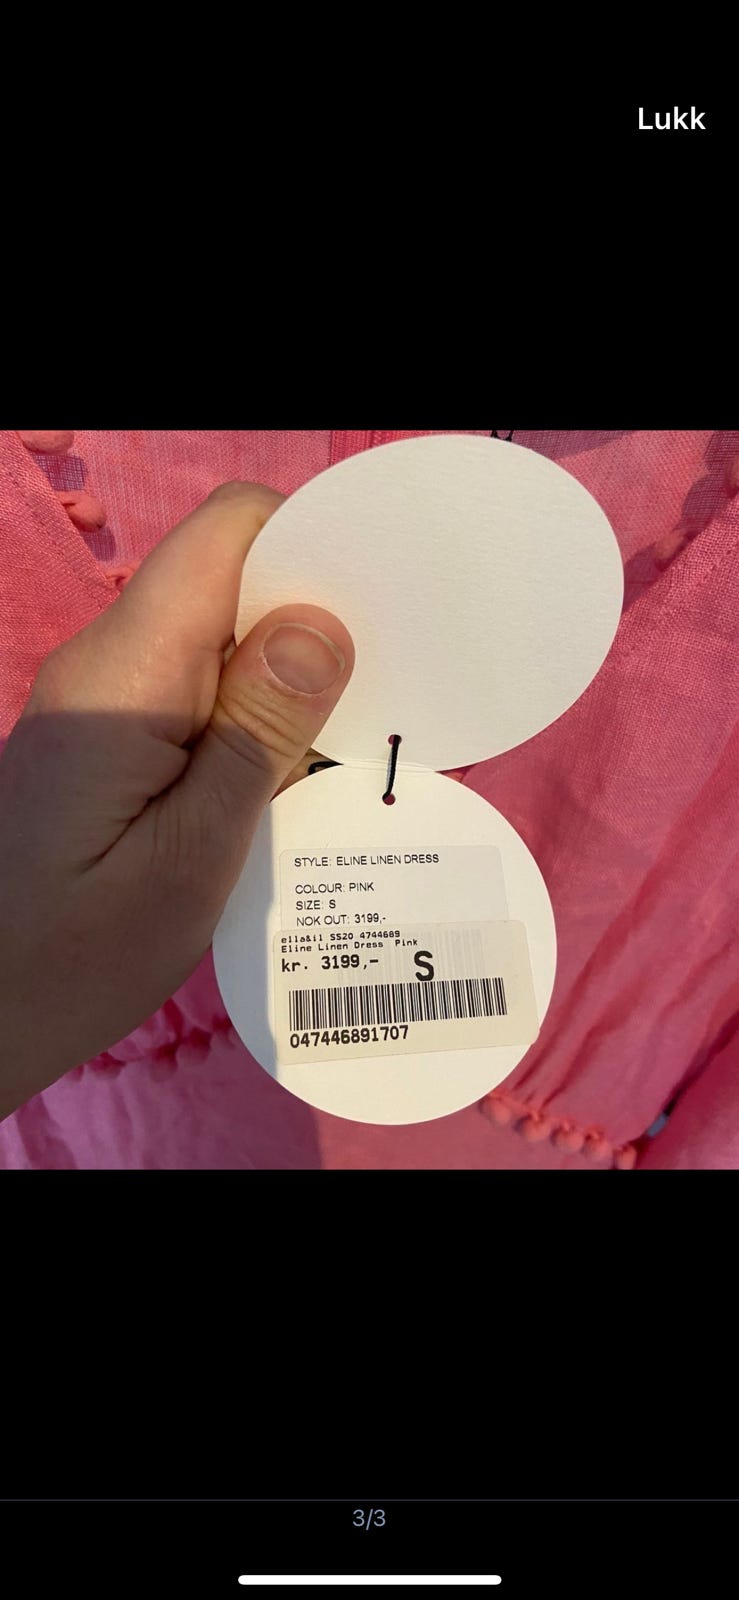 Lukk
STYLE: ELINE LINEN DRESS
COLOUR: PINK
SIZE: S
NOK OUT: 3199,-
ella&il SS20 4744689
Eline Linen Dress Pink
kr. 3199,- S
047446891707
3/3